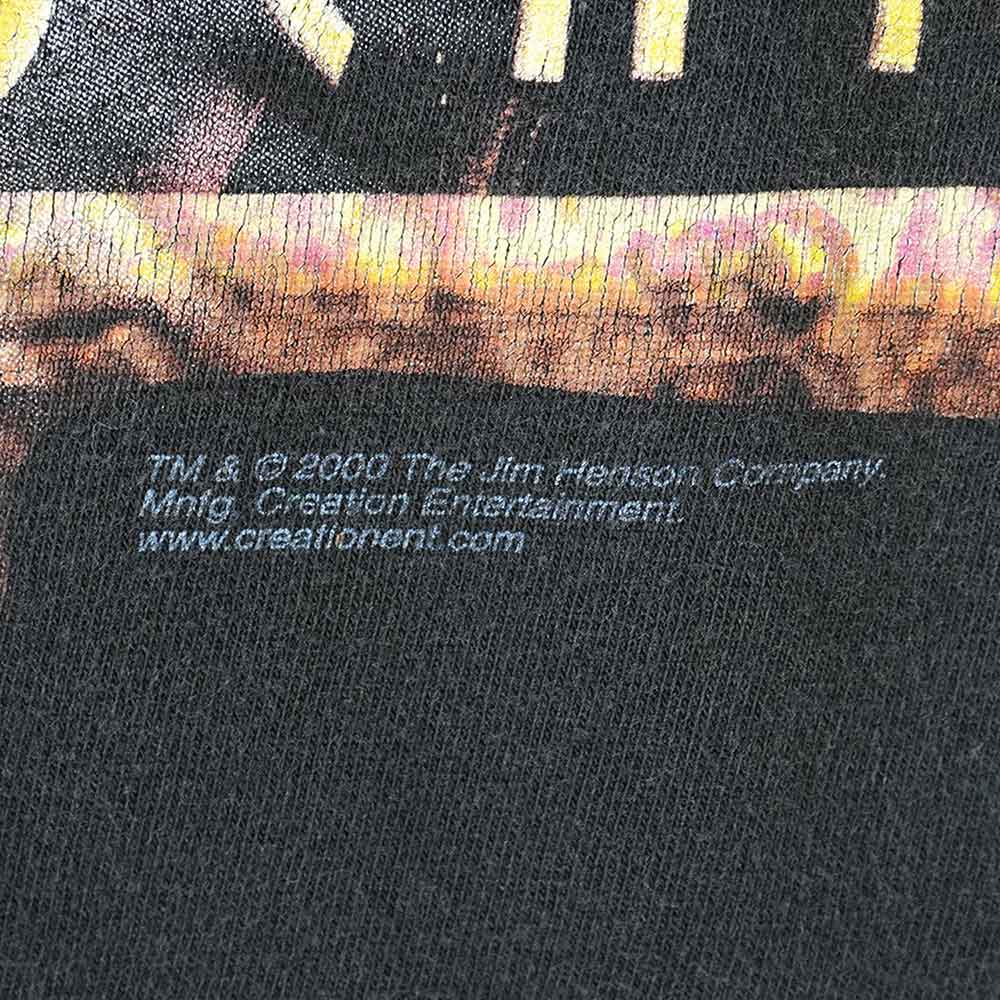 TM & © 2000 The Jim Henson Company.
Mnfg. Creation Entertainment.
www.creationent.com